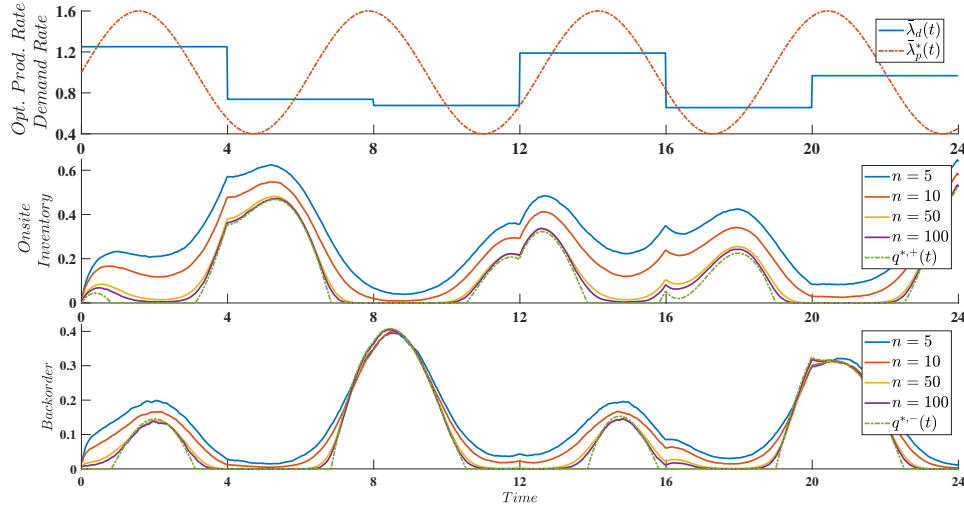 Opt. Prod. Rate
Demand Rate
1.6
1.2
0.8
0.4
0 4 8 12 16 20 24
λ̄_d(t)
λ̄_p^*(t)
Onsite
Inventory
0.6
0.4
0.2
0
0 4 8 12 16 20 24
n = 5
n = 10
n = 50
n = 100
q^{*,+}(t)
Backorder
0.4
0.3
0.2
0.1
0
0 4 8 12 16 20 24
n = 5
n = 10
n = 50
n = 100
q^{*,-}(t)
Time